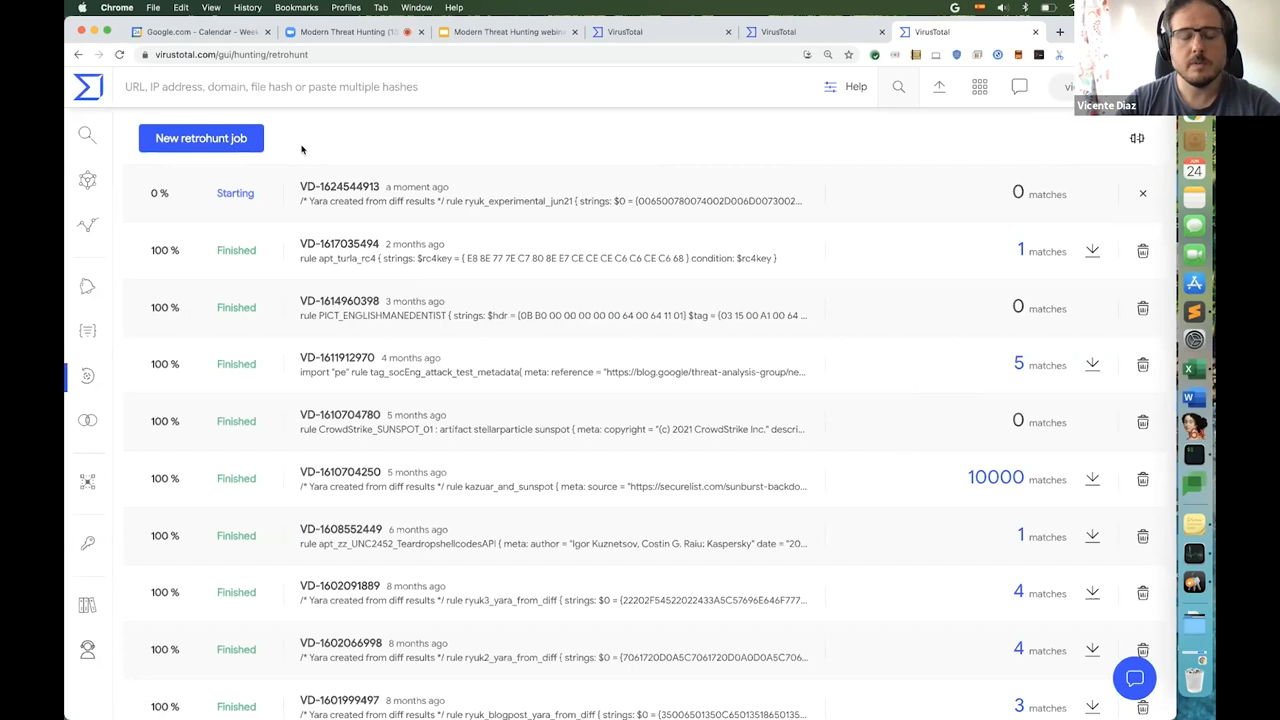 Chrome File Edit View History Bookmarks Profiles Tab Window Help
Google.com - Calendar - Week
Modern Threat Hunting (1
Modern Threat Hunting webina
VirusTotal
VirusTotal
VirusTotal
virustotal.com/gui/hunting/retrohunt
URL, IP address, domain, file hash or paste multiple hashes
Help
Vicente Diaz
New retrohunt job
0 % Starting VD-1624544913 a moment ago 0 matches
/* Yara created from diff results */ rule ryuk_experimental_jun21 { strings: $0 = {006500780074002D006D0073002...
100 % Finished VD-1617035494 2 months ago 1 matches
rule apt_turla_rc4 { strings: $rc4key = { E8 8E 77 7E C7 80 8E E7 CE CE CE C6 C6 CE C6 68 } condition: $rc4key }
100 % Finished VD-1614960398 3 months ago 0 matches
rule PICT_ENGLISHMANEDENTIST { strings: $hdr = {0B B0 00 00 00 00 00 64 00 64 11 01} $tag = {03 15 00 A1 00 64 ...
100 % Finished VD-1611912970 4 months ago 5 matches
import "pe" rule tag_socEng_attack_test_metadata{ meta: reference = "https://blog.google/threat-analysis-group/ne...
100 % Finished VD-1610704780 5 months ago 0 matches
rule CrowdStrike_SUNSPOT_01 : artifact stellarparticle sunspot { meta: copyright = "(c) 2021 CrowdStrike Inc." descri...
100 % Finished VD-1610704250 5 months ago 10000 matches
/* Yara created from diff results */ rule kazuar_and_sunspot { meta: source = "https://securelist.com/sunburst-backdo...
100 % Finished VD-1608552449 6 months ago 1 matches
rule apt_zz_UNC2452_TeardropshellcodesAPI { meta: author = "Igor Kuznetsov, Costin G. Raiu; Kaspersky" date = "20...
100 % Finished VD-1602091889 8 months ago 4 matches
/* Yara created from diff results */ rule ryuk3_yara_from_diff { strings: $0 = {22202F54522022433A5C57696E646F777...
100 % Finished VD-1602066998 8 months ago 4 matches
/* Yara created from diff results */ rule ryuk2_yara_from_diff { strings: $0 = {7061720D0A5C7061720D0A0D0A5C706...
100 % Finished VD-1601999497 8 months ago 3 matches
/* Yara created from diff results */ rule ryuk_blogpost_yara_from_diff { strings: $0 = {35006501350C65013518650135...
JUN
24